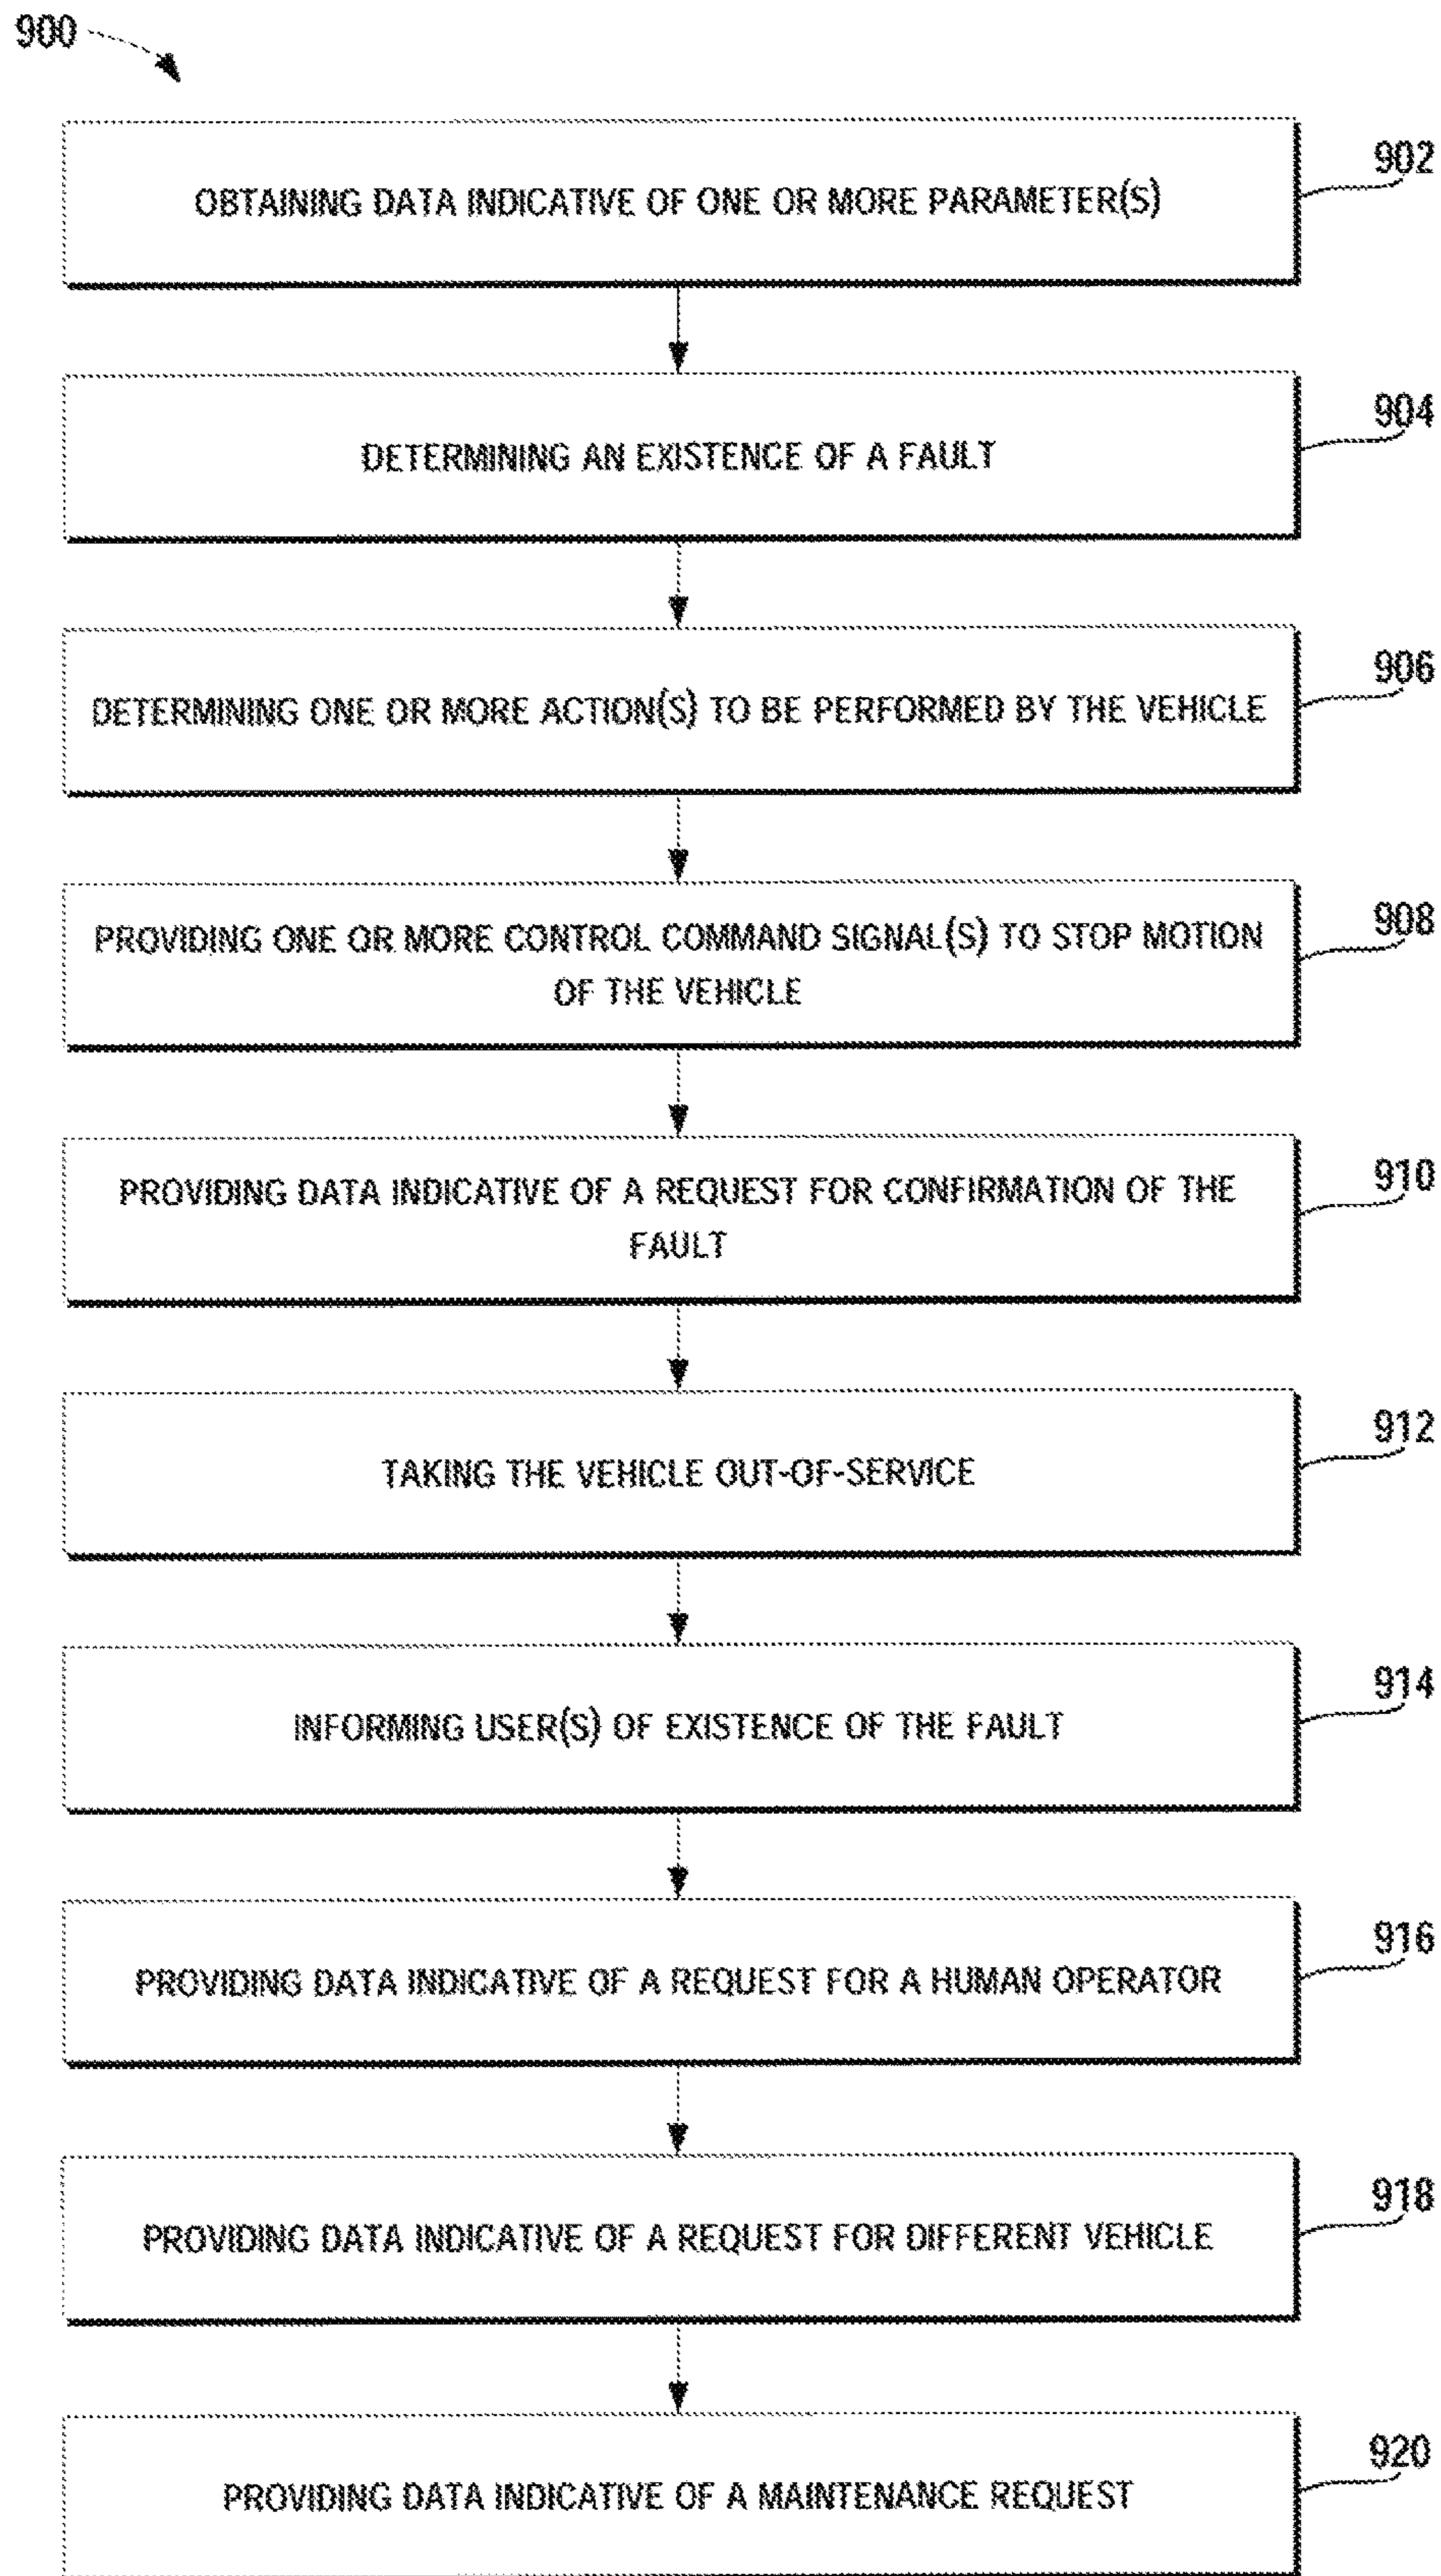 900
902
OBTAINING DATA INDICATIVE OF ONE OR MORE PARAMETER(S)
904
DETERMINING AN EXISTENCE OF A FAULT
906
DETERMINING ONE OR MORE ACTION(S) TO BE PERFORMED BY THE VEHICLE
908
PROVIDING ONE OR MORE CONTROL COMMAND SIGNAL(S) TO STOP MOTION
OF THE VEHICLE
910
PROVIDING DATA INDICATIVE OF A REQUEST FOR CONFIRMATION OF THE
FAULT
912
TAKING THE VEHICLE OUT-OF-SERVICE
914
INFORMING USER(S) OF EXISTENCE OF THE FAULT
916
PROVIDING DATA INDICATIVE OF A REQUEST FOR A HUMAN OPERATOR
918
PROVIDING DATA INDICATIVE OF A REQUEST FOR DIFFERENT VEHICLE
920
PROVIDING DATA INDICATIVE OF A MAINTENANCE REQUEST